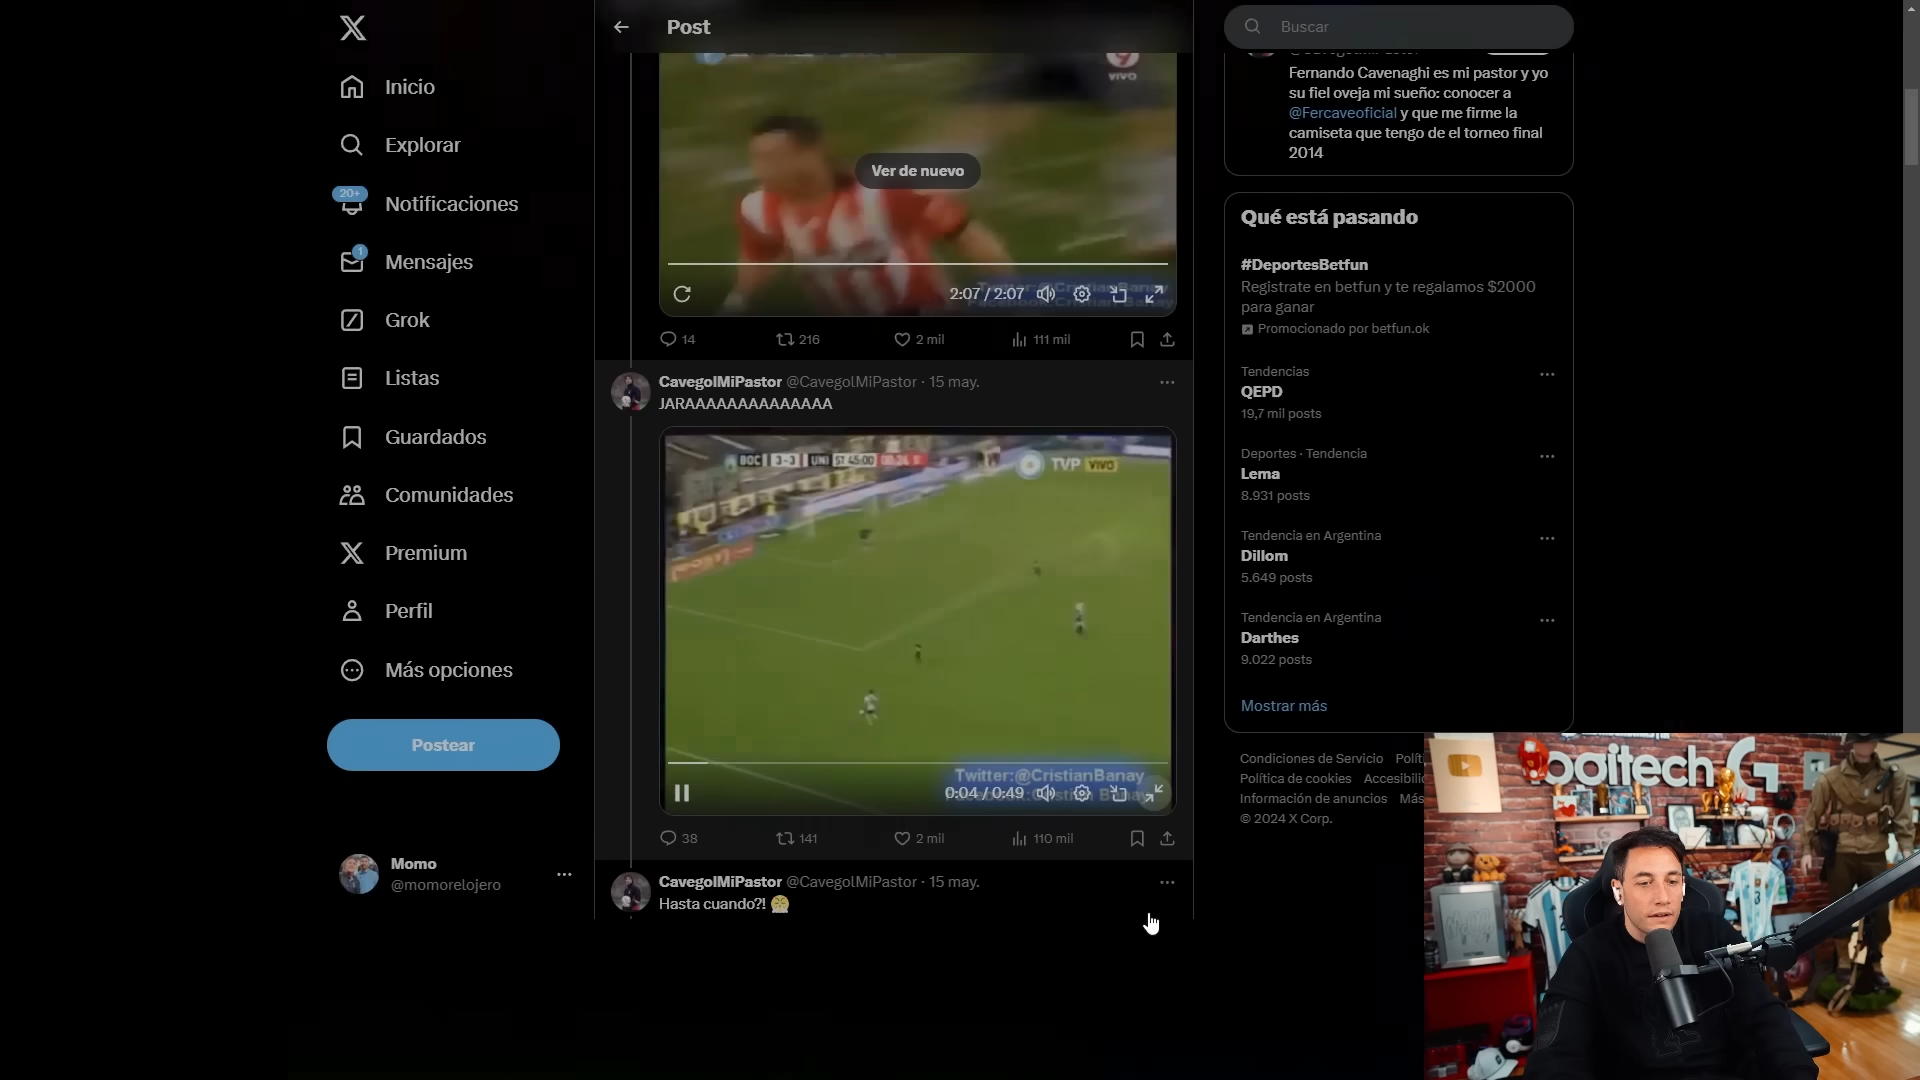 Inicio
Explorar
20+
Notificaciones
1
Mensajes
Grok
Listas
Guardados
Comunidades
Premium
Perfil
Más opciones
Postear
Momo
@momorelojero
Post
VIVO
Ver de nuevo
2:07 / 2:07
14
216
2 mil
111 mil
CavegolMiPastor @CavegolMiPastor · 15 may.
JARAAAAAAAAAAAAAA
BOC 3-3 UNI ST 45:00
TVP VIVO
Twitter:@CristianBanay
0:04 / 0:49
38
141
2 mil
110 mil
CavegolMiPastor @CavegolMiPastor · 15 may.
Hasta cuando?!
Buscar
Fernando Cavenaghi es mi pastor y yo
su fiel oveja mi sueño: conocer a
@Fercaveoficial y que me firme la
camiseta que tengo de el torneo final
2014
Qué está pasando
#DeportesBetfun
Registrate en betfun y te regalamos $2000
para ganar
Promocionado por betfun.ok
Tendencias
QEPD
19,7 mil posts
Deportes · Tendencia
Lema
8.931 posts
Tendencia en Argentina
Dillom
5.649 posts
Tendencia en Argentina
Darthes
9.022 posts
Mostrar más
Condiciones de Servicio Polít
Política de cookies Accesibilid
Información de anuncios Más
© 2024 X Corp.
logitech G